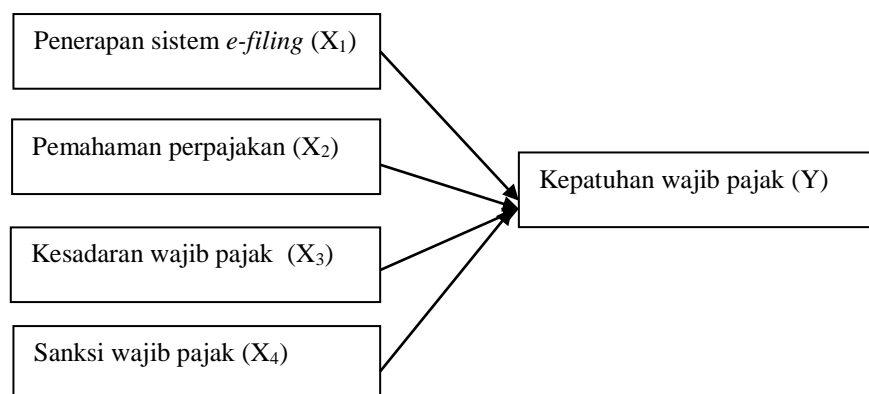 Penerapan sistem e-filing (X₁)
Pemahaman perpajakan (X₂)
Kesadaran wajib pajak (X₃)
Sanksi wajib pajak (X₄)
Kepatuhan wajib pajak (Y)